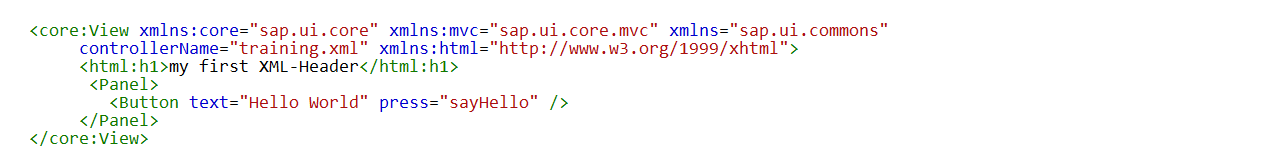 <core:View xmlns:core="sap.ui.core" xmlns:mvc="sap.ui.core.mvc" xmlns="sap.ui.commons"
controllerName="training.xml" xmlns:html="http://www.w3.org/1999/xhtml">
<html:h1>my first XML-Header</html:h1>
<Panel>
<Button text="Hello World" press="sayHello" />
</Panel>
</core:View>